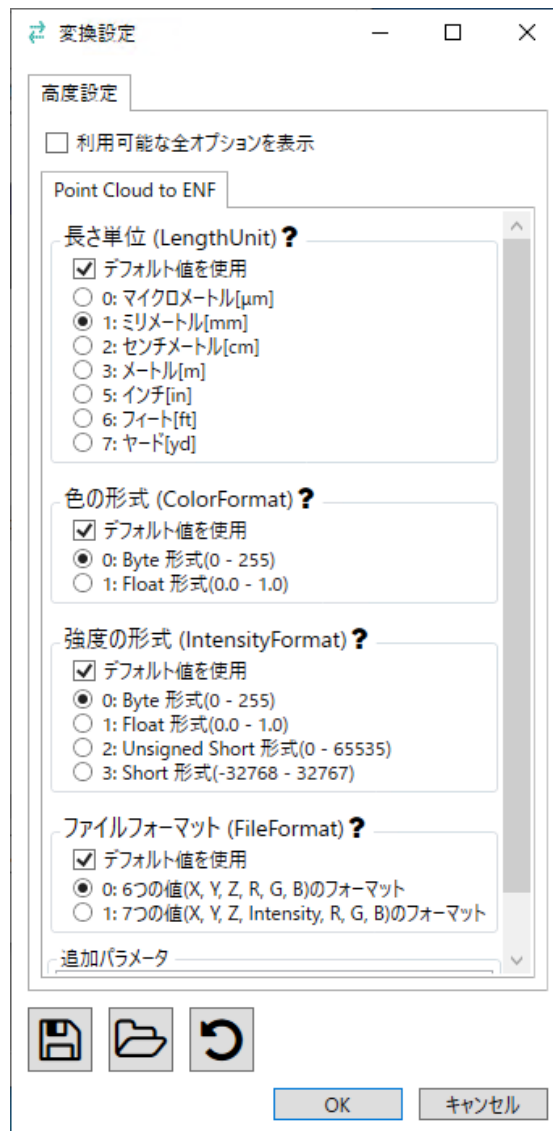 変換設定
高度設定
利用可能な全オプションを表示
Point Cloud to ENF
長さ単位 (LengthUnit) ?
デフォルト値を使用
0: マイクロメートル[μm]
1: ミリメートル[mm]
2: センチメートル[cm]
3: メートル[m]
5: インチ[in]
6: フィート[ft]
7: ヤード[yd]
色の形式 (ColorFormat) ?
デフォルト値を使用
0: Byte 形式(0 - 255)
1: Float 形式(0.0 - 1.0)
強度の形式 (IntensityFormat) ?
デフォルト値を使用
0: Byte 形式(0 - 255)
1: Float 形式(0.0 - 1.0)
2: Unsigned Short 形式(0 - 65535)
3: Short 形式(-32768 - 32767)
ファイルフォーマット (FileFormat) ?
デフォルト値を使用
0: 6つの値(X, Y, Z, R, G, B)のフォーマット
1: 7つの値(X, Y, Z, Intensity, R, G, B)のフォーマット
追加パラメータ
OK
キャンセル